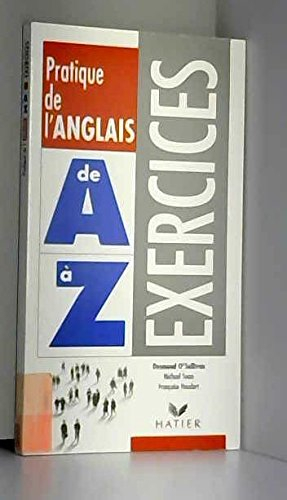 Pratique
de
l'ANGLAIS
de
A
à
Z
EXERCICES
Desmond O'Sullivan
Michael Swan
Françoise Houdart
HATIER